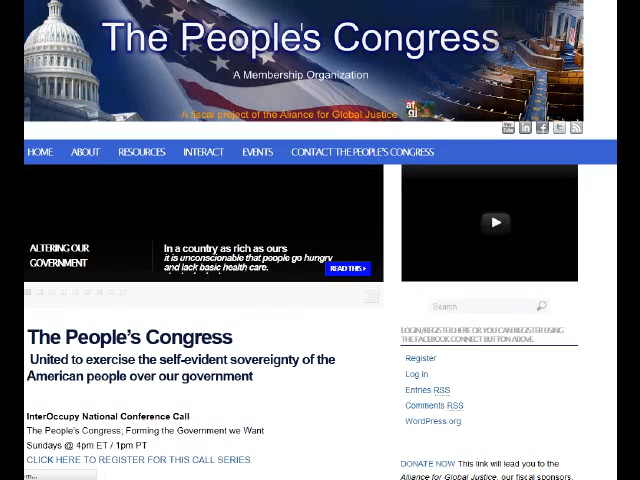 The People's Congress
A Membership Organization
A fiscal project of the Aliance for Global Justice
af
gj
HOME ABOUT RESOURCES INTERACT EVENTS CONTACT THE PEOPLE'S CONGRESS
ALTERING OUR
GOVERNMENT
In a country as rich as ours
it is unconscionable that people go hungry
and lack basic health care.
READ THIS
Search
LOGIN/REGISTER HERE OR YOU CAN REGISTER USING
THE FACEBOOK CONNECT BUTTON ABOVE
The People's Congress
United to exercise the self-evident sovereignty of the
American people over our government
Register
Log in
Entries RSS
Comments RSS
WordPress.org
InterOccupy National Conference Call
The People's Congress; Forming the Government we Want
Sundays @ 4pm ET / 1pm PT
CLICK HERE TO REGISTER FOR THIS CALL SERIES
DONATE NOW This link will lead you to the
Alliance for Global Justice, our fiscal sponsors.